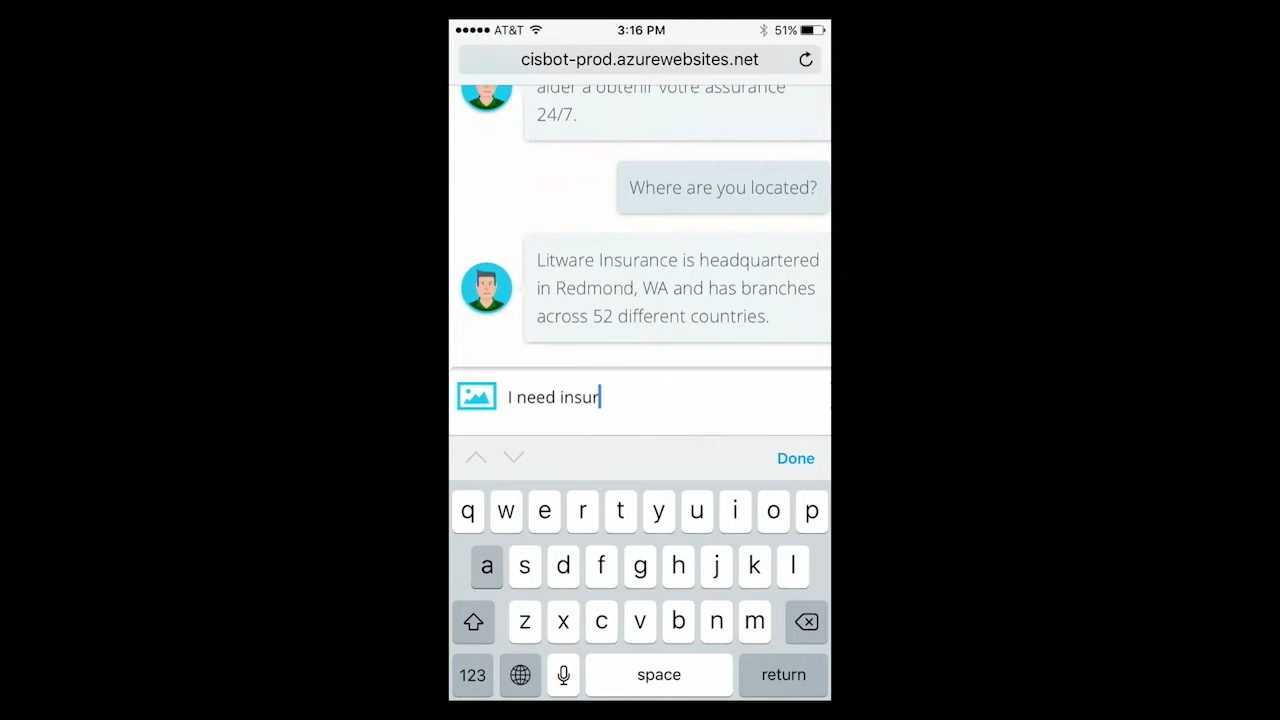 AT&T 3:16 PM 51%
cisbot-prod.azurewebsites.net
aider à obtenir votre assurance
24/7.
Where are you located?
Litware Insurance is headquartered
in Redmond, WA and has branches
across 52 different countries.
I need insur
Done
q w e r t y u i o p
a s d f g h j k l
z x c v b n m
123 space return